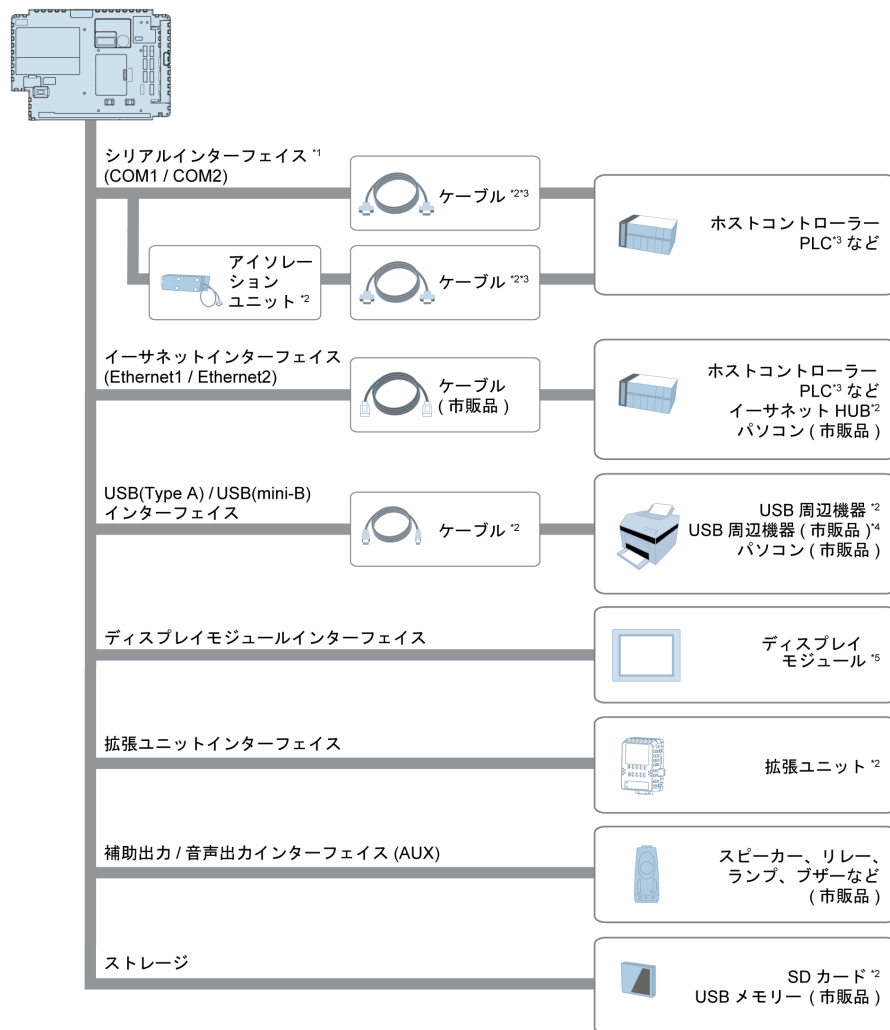 シリアルインターフェイス *1
(COM1 / COM2)
ケーブル *2*3
ホストコントローラー
PLC*3 など
アイソレー
ション
ユニット *2
ケーブル *2*3
イーサネットインターフェイス
(Ethernet1 / Ethernet2)
ケーブル
( 市販品 )
ホストコントローラー
PLC*3 など
イーサネット HUB*2
パソコン ( 市販品 )
USB(Type A) / USB(mini-B)
インターフェイス
ケーブル *2
USB 周辺機器 *2
USB 周辺機器 ( 市販品 )*4
パソコン ( 市販品 )
ディスプレイモジュールインターフェイス
ディスプレイ
モジュール *5
拡張ユニットインターフェイス
拡張ユニット *2
補助出力 / 音声出力インターフェイス (AUX)
スピーカー、リレー、
ランプ、ブザーなど
( 市販品 )
ストレージ
SD カード *2
USB メモリー ( 市販品 )